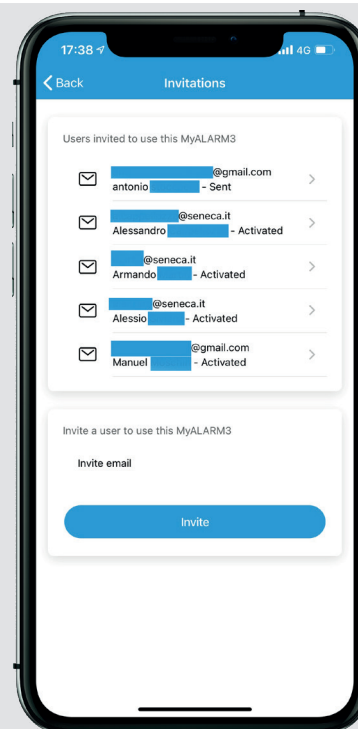 17:38
4G
Back
Invitations
Users invited to use this MyALARM3
@gmail.com
antonio - Sent
@seneca.it
Alessandro - Activated
@seneca.it
Armando - Activated
@seneca.it
Alessio - Activated
@gmail.com
Manuel - Activated
Invite a user to use this MyALARM3
Invite email
Invite